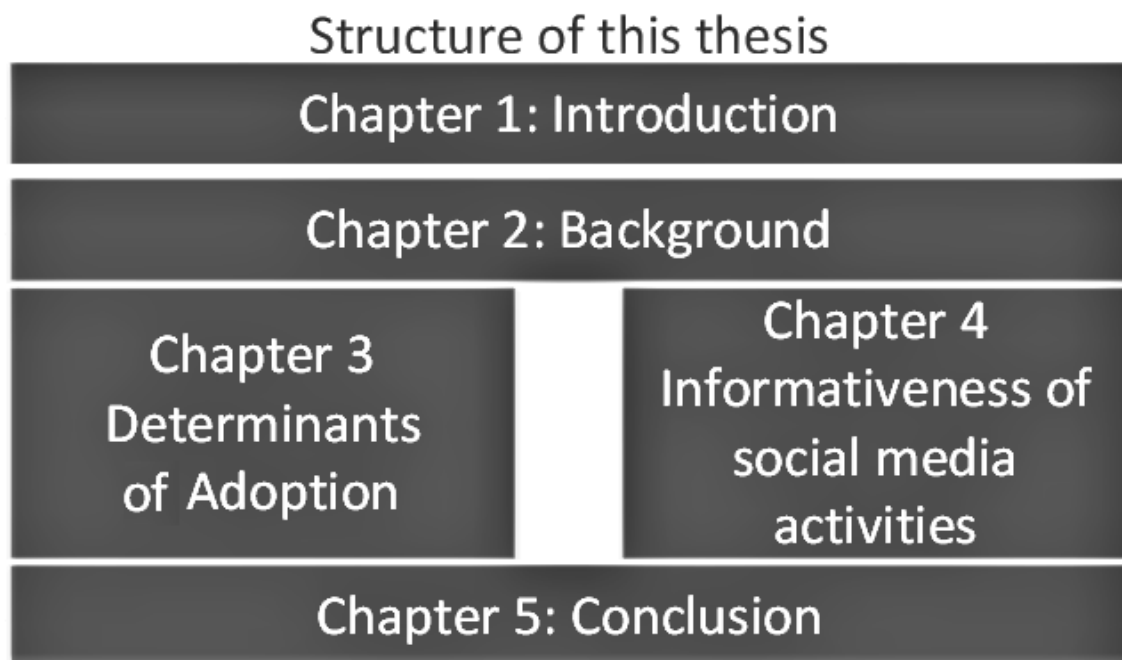 Structure of this thesis
Chapter 1: Introduction
Chapter 2: Background
Chapter 3
Determinants
of Adoption
Chapter 4
Informativeness of
social media
activities
Chapter 5: Conclusion